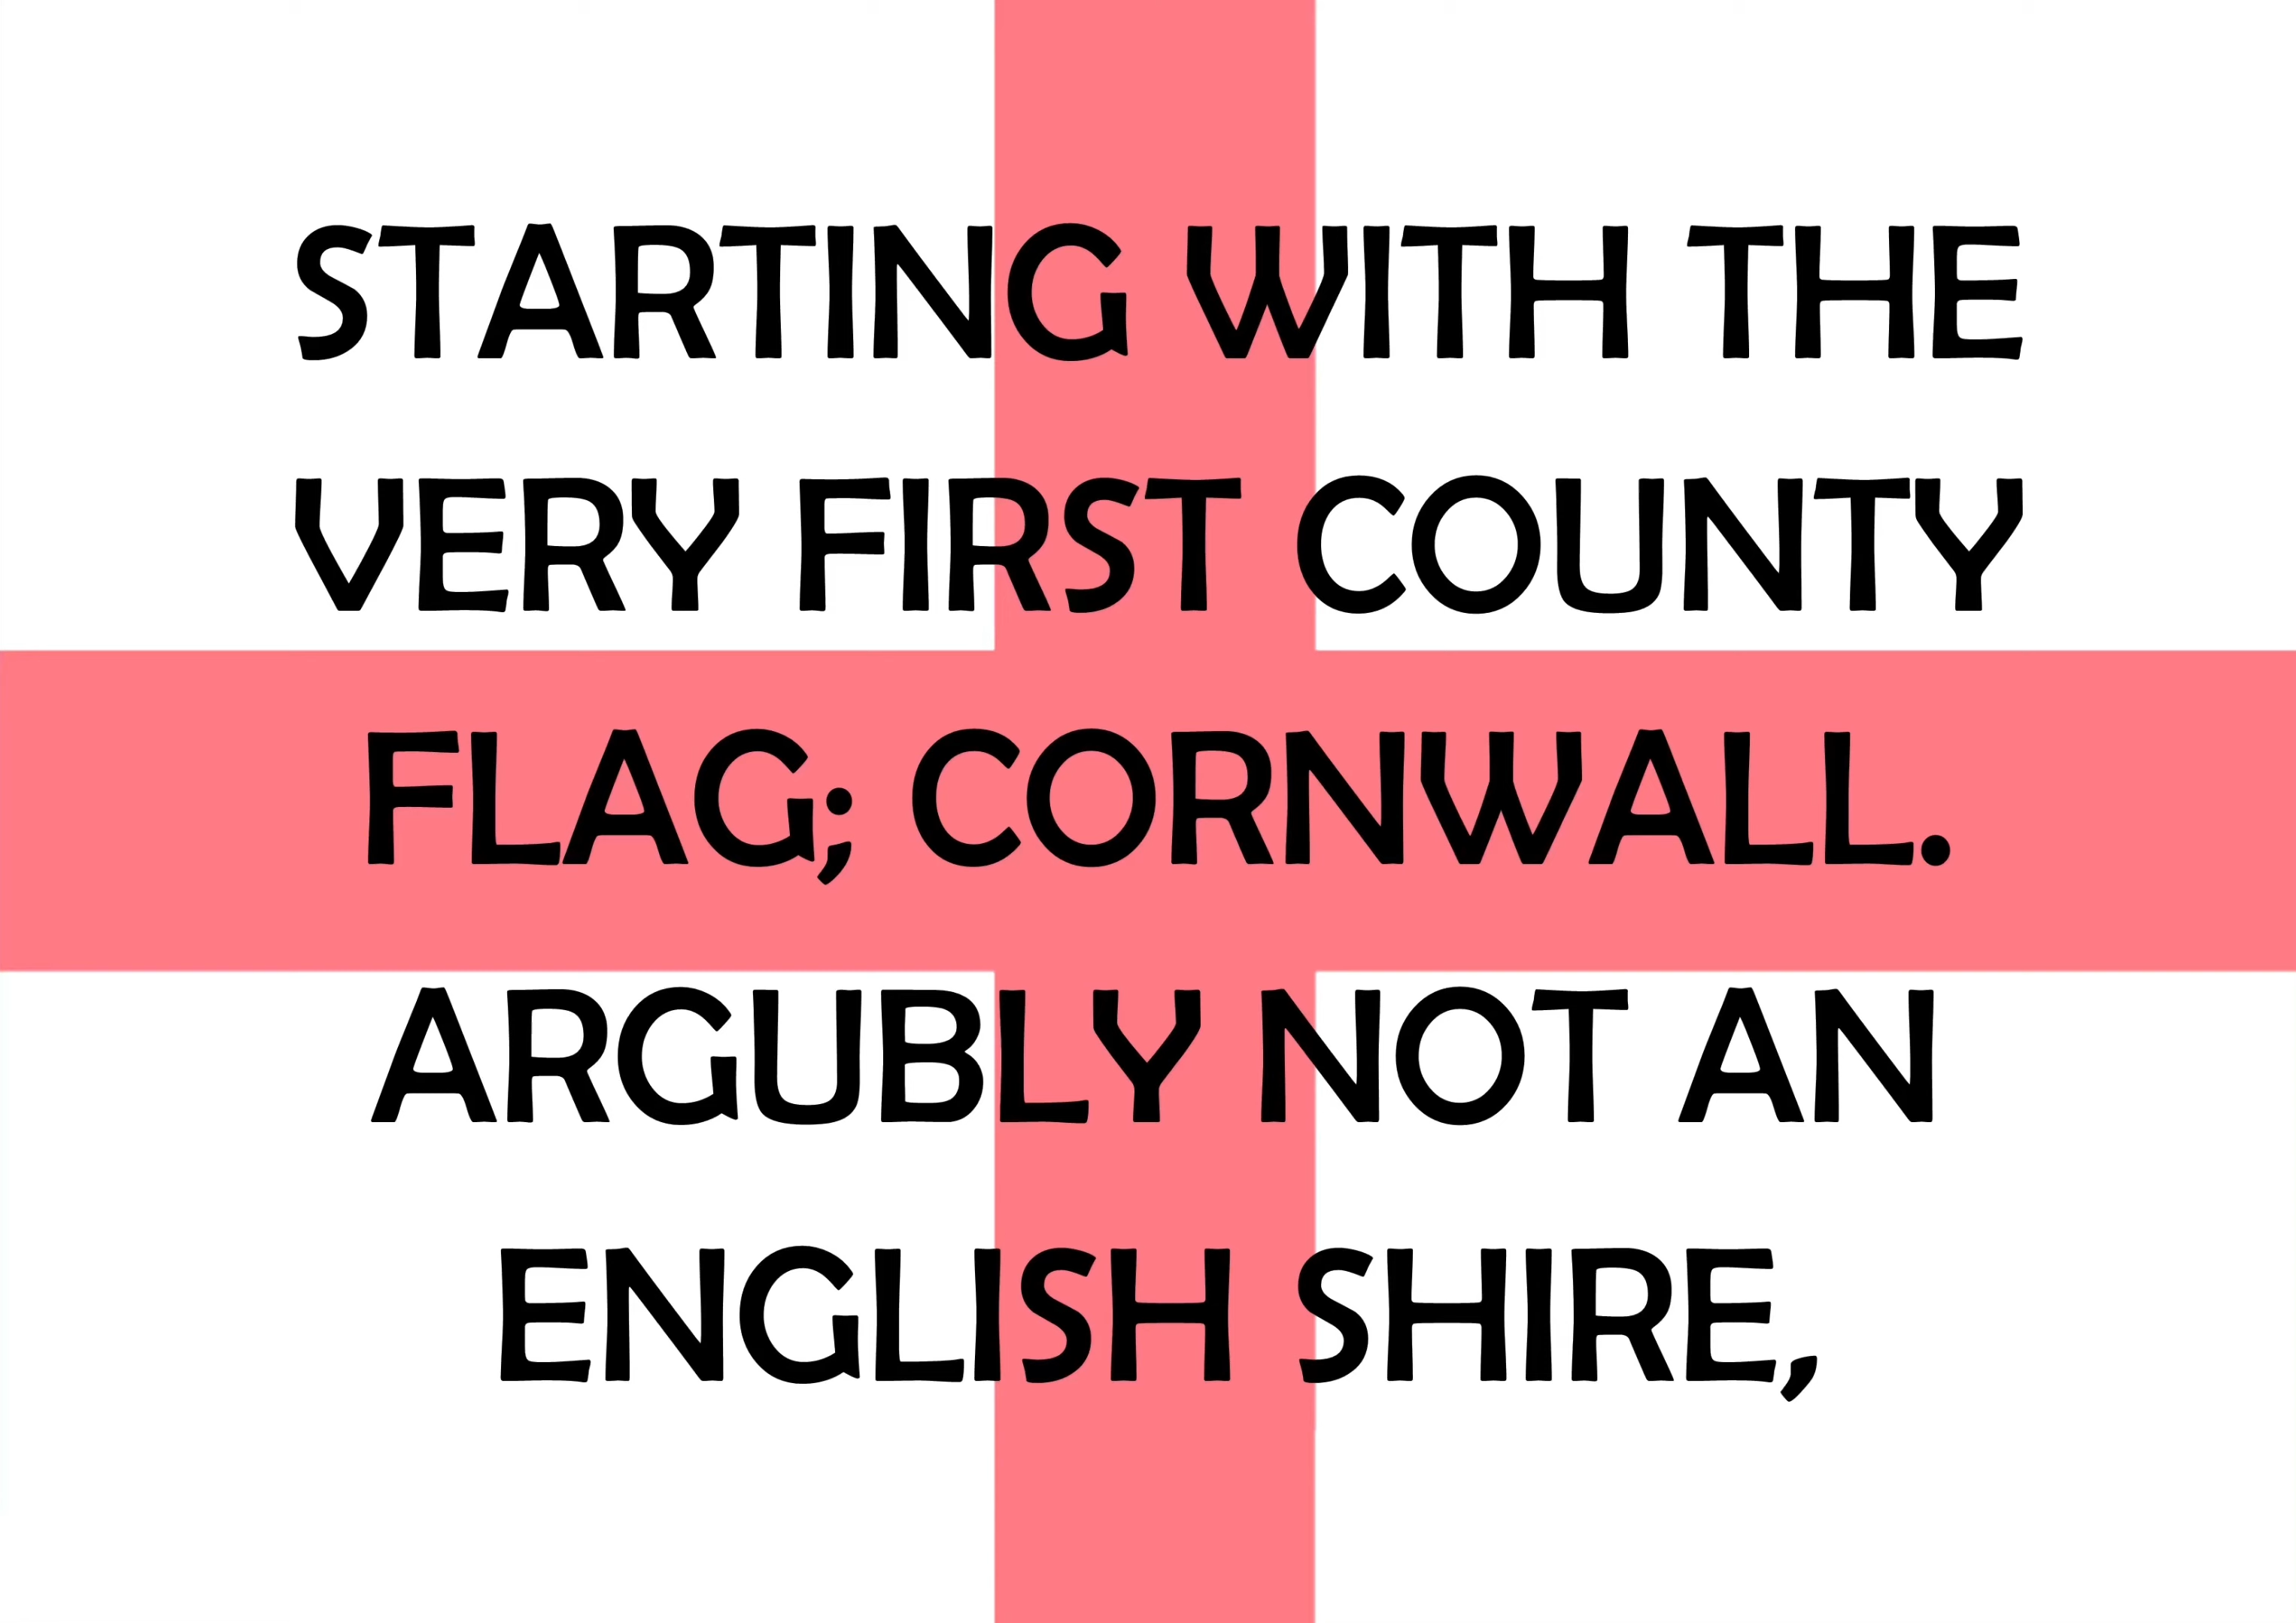 STARTING WITH THE
VERY FIRST COUNTY
FLAG; CORNWALL.
ARGUBLY NOT AN
ENGLISH SHIRE,